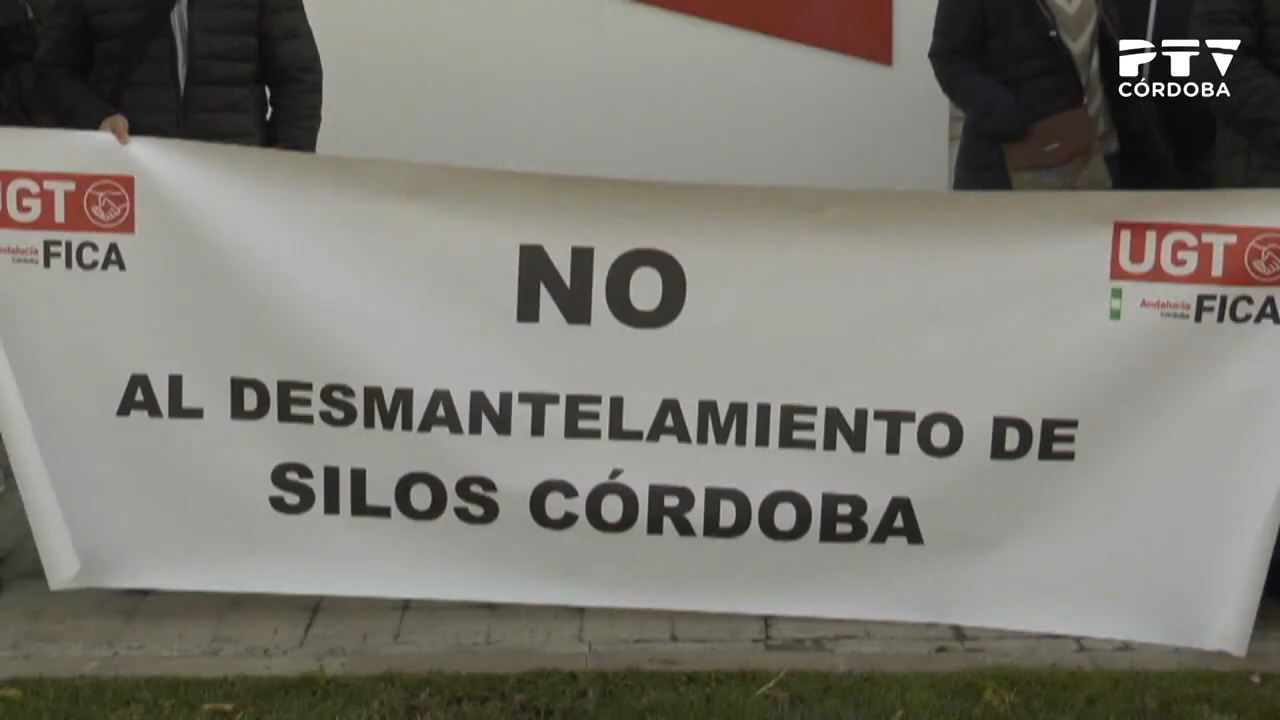 PTV
CÓRDOBA
UGT
Andalucía
Córdoba
FICA
UGT
Andalucía
Córdoba
FICA
NO
AL DESMANTELAMIENTO DE
SILOS CÓRDOBA